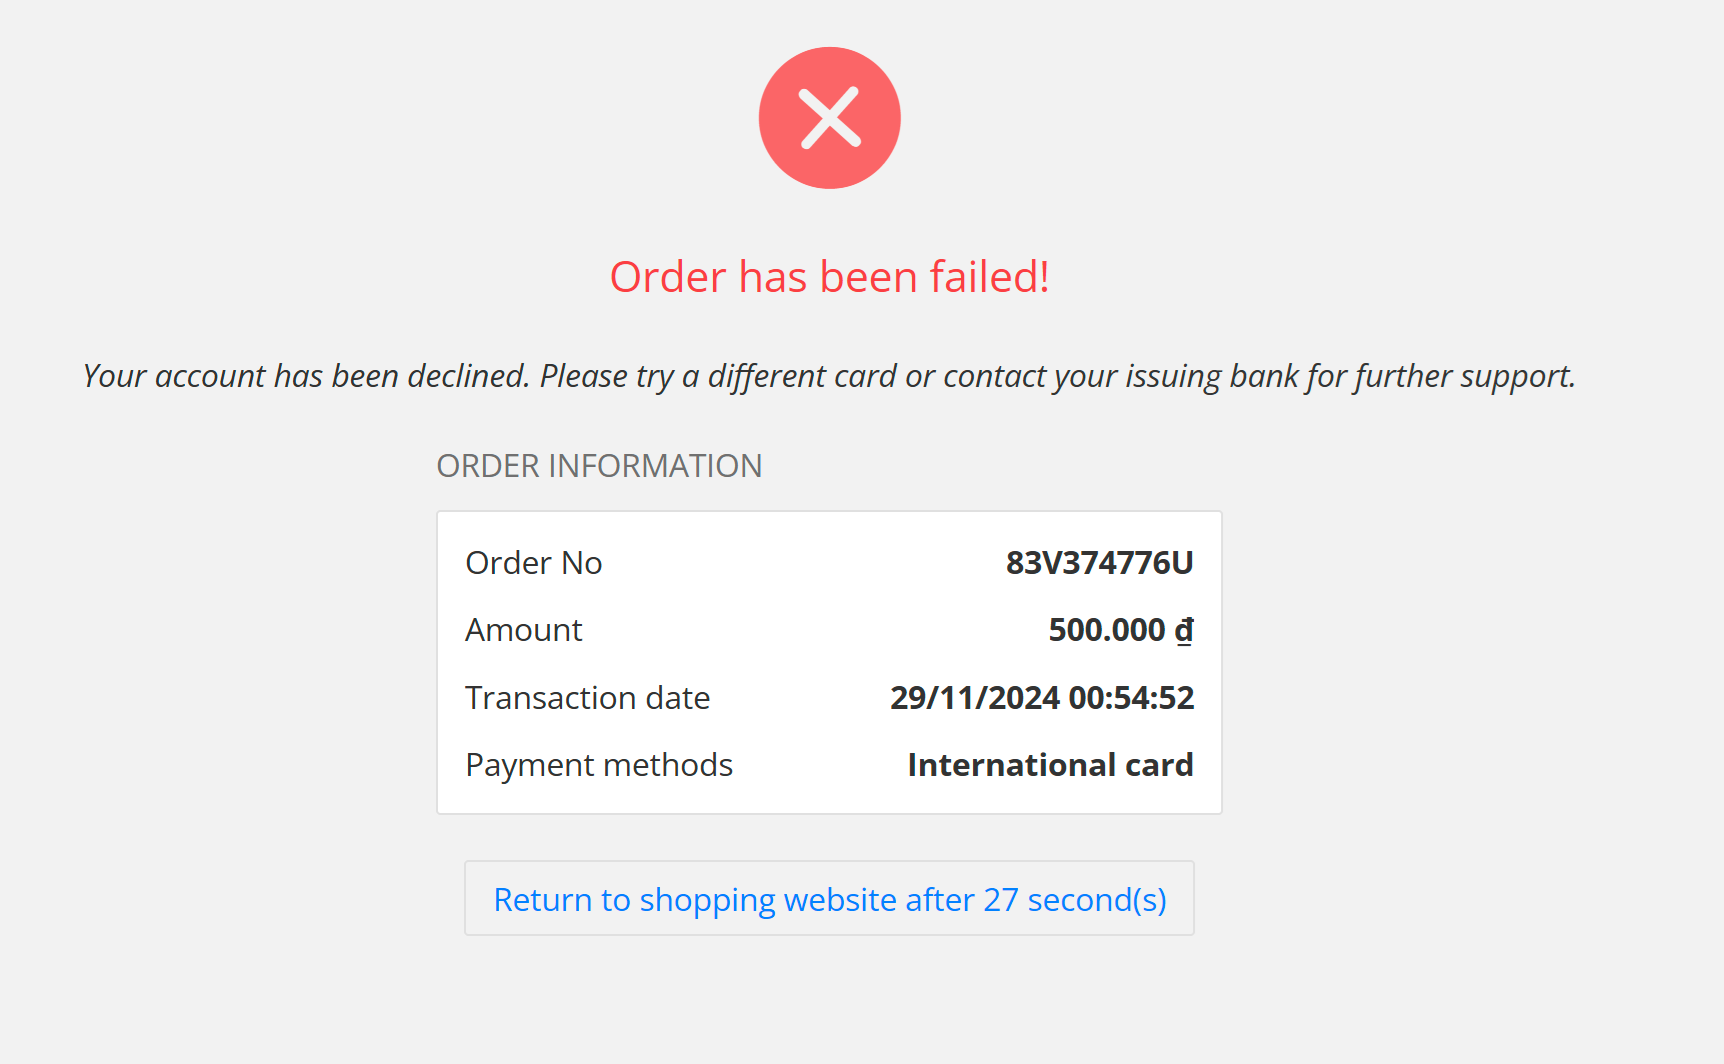 Order has been failed!
Your account has been declined. Please try a different card or contact your issuing bank for further support.
ORDER INFORMATION
Order No 83V374776U
Amount 500.000 ₫
Transaction date 29/11/2024 00:54:52
Payment methods International card
Return to shopping website after 27 second(s)